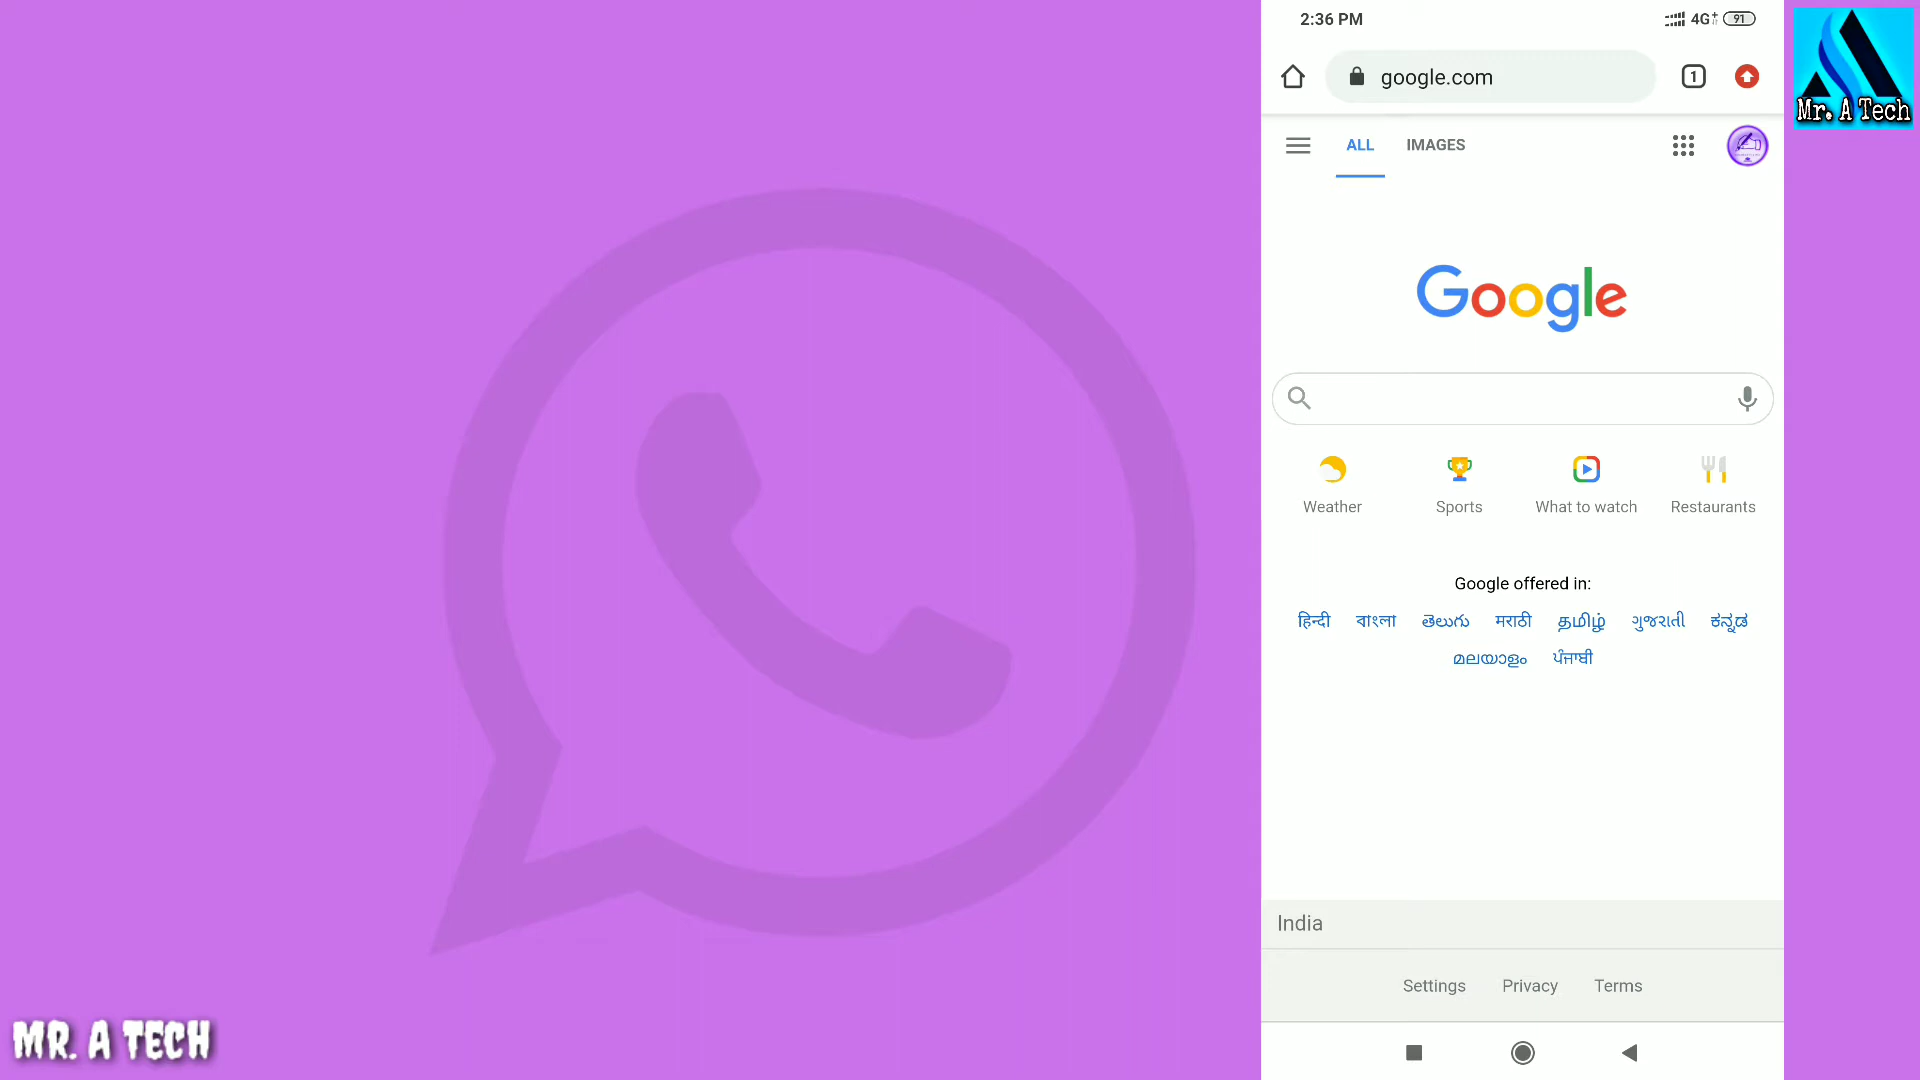 2:36 PM
4G+
91
google.com
1
Mr. A Tech
ALL IMAGES
Google
Weather Sports What to watch Restaurants
Google offered in:
हिन्दी বাংলা తెలుగు मराठी தமிழ் ગુજરાતી ಕನ್ನಡ
മലയാളം ਪੰਜਾਬੀ
India
Settings Privacy Terms
MR. A TECH